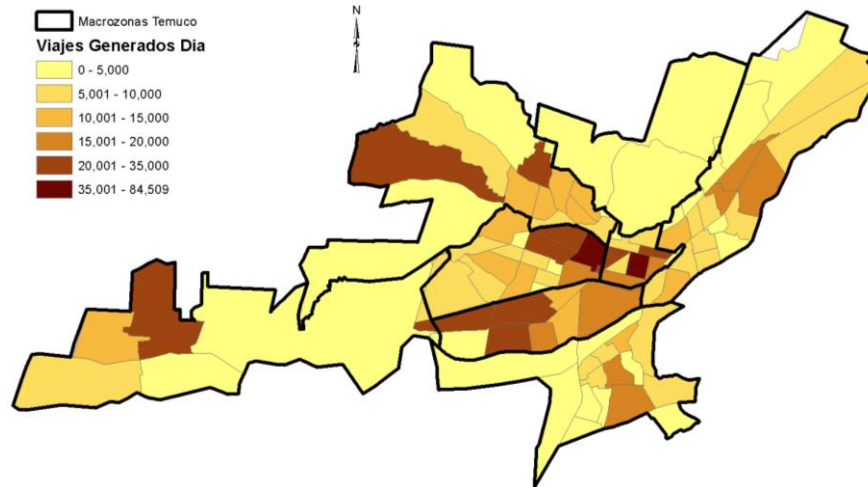 Macrozonas Temuco
Viajes Generados Dia
0 - 5,000
5,001 - 10,000
10,001 - 15,000
15,001 - 20,000
20,001 - 35,000
35,001 - 84,509
N